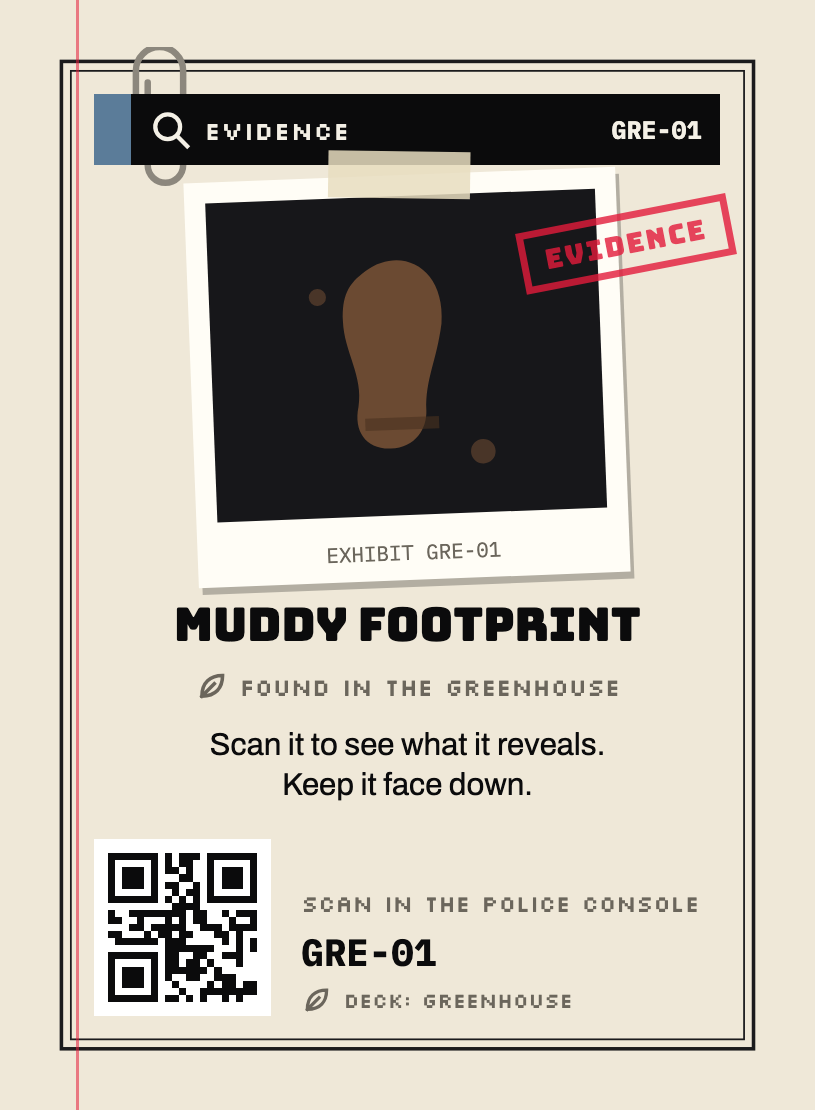 EVIDENCE
GRE-01
EVIDENCE
EXHIBIT GRE-01
MUDDY FOOTPRINT
FOUND IN THE GREENHOUSE
Scan it to see what it reveals.
Keep it face down.
SCAN IN THE POLICE CONSOLE
GRE-01
DECK: GREENHOUSE